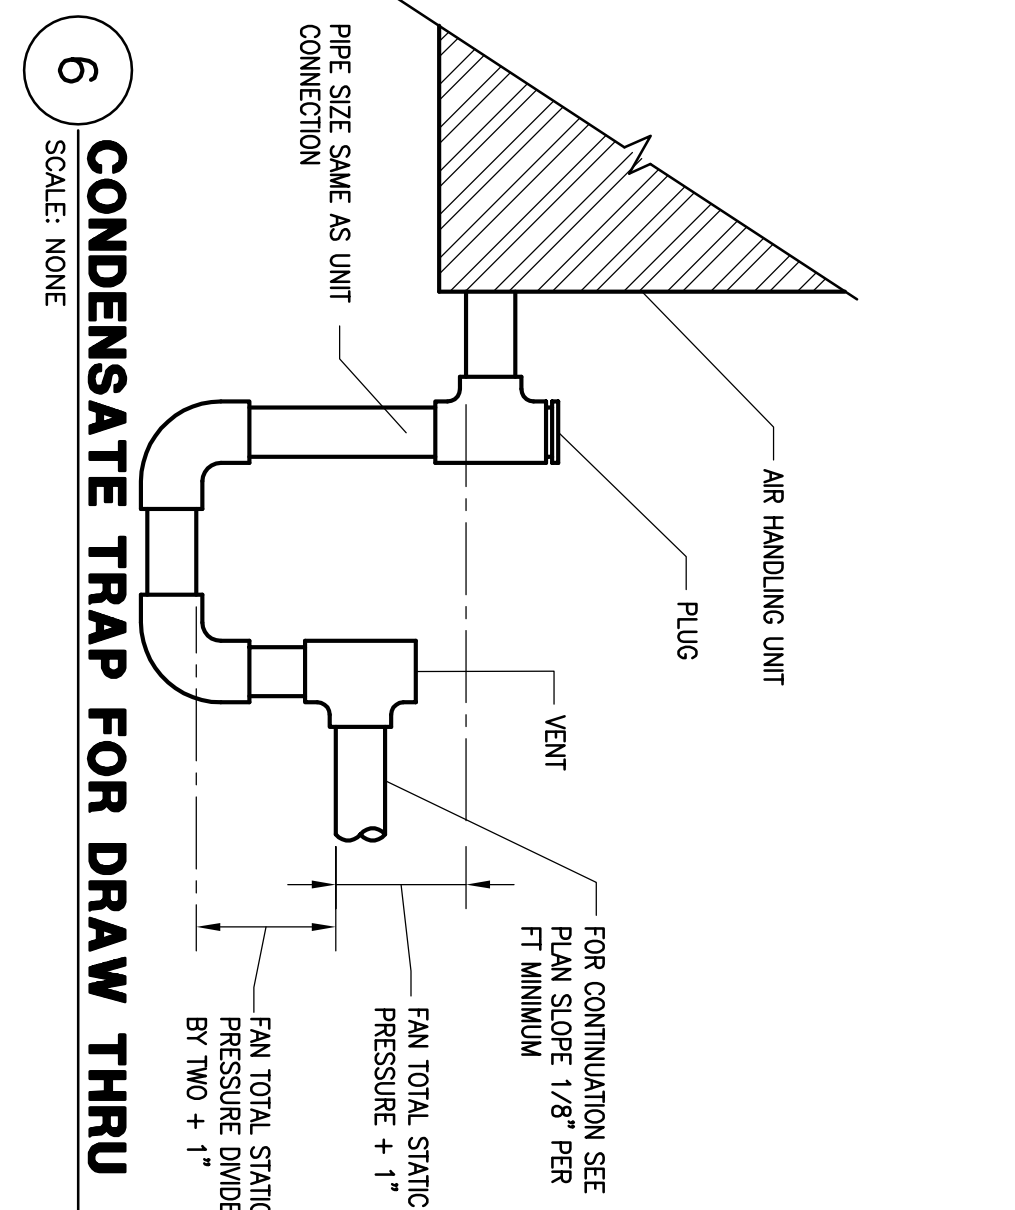 AIR HANDLING UNIT
PLUG
PIPE SIZE SAME AS UNIT
CONNECTION
VENT
FOR CONTINUATION SEE
PLAN SLOPE 1/8" PER
FT MINIMUM
FAN TOTAL STATIC
PRESSURE + 1"
FAN TOTAL STATIC
PRESSURE DIVIDE
BY TWO + 1"
6
CONDENSATE TRAP FOR DRAW THRU
SCALE: NONE